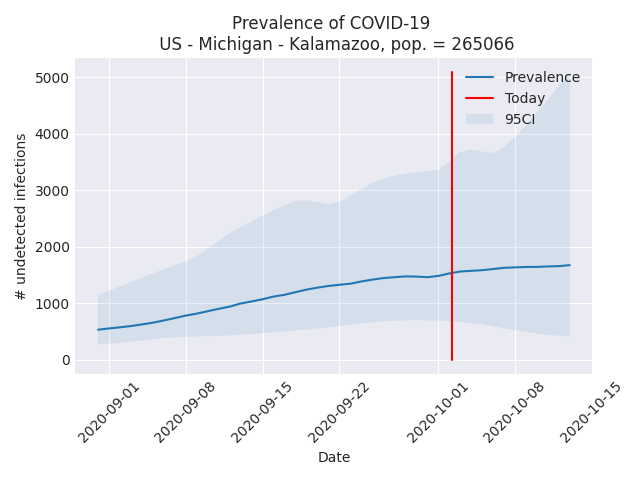 Prevalence of COVID-19
US - Michigan - Kalamazoo, pop. = 265066
Prevalence
Today
95CI
5000
4000
3000
2000
1000
0
# undetected infections
2020-09-01
2020-09-08
2020-09-15
2020-09-22
2020-10-01
2020-10-08
2020-10-15
Date